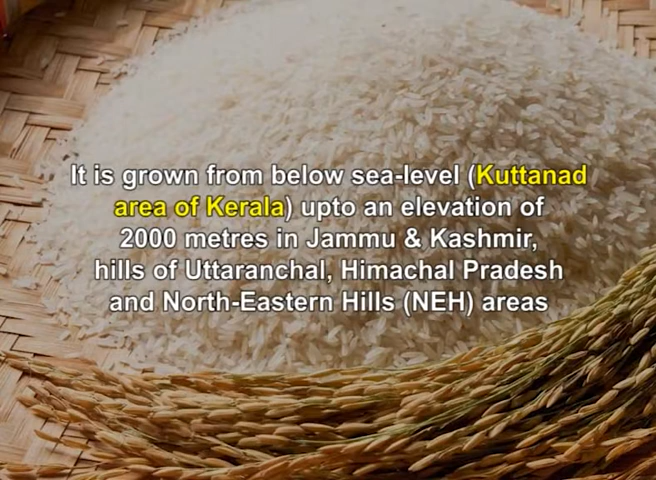 It is grown from below sea-level (Kuttanad
area of Kerala) upto an elevation of
2000 metres in Jammu & Kashmir,
hills of Uttaranchal, Himachal Pradesh
and North-Eastern Hills (NEH) areas